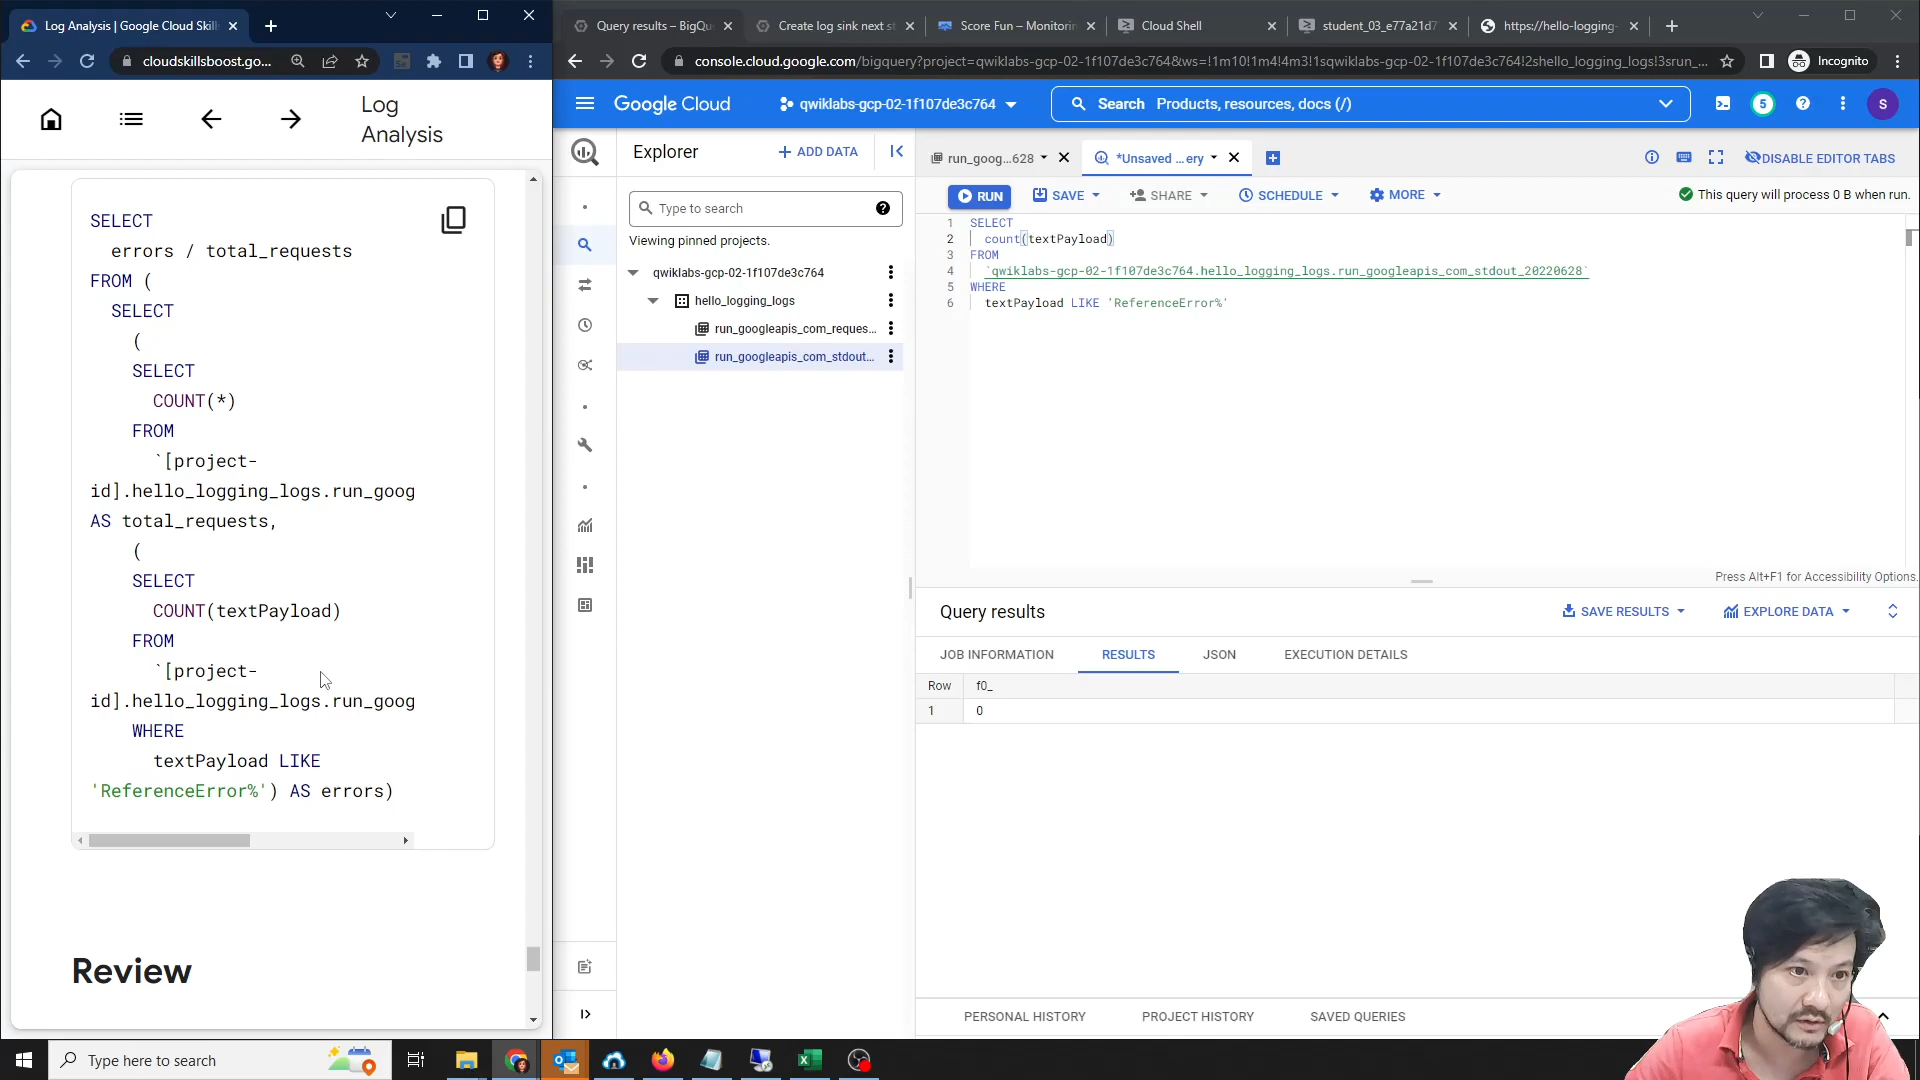 Log Analysis | Google Cloud Skill
cloudskillsboost.go...
Log
Analysis
SELECT
errors / total_requests
FROM (
SELECT
(
SELECT
COUNT(*)
FROM
`[project-
id].hello_logging_logs.run_goog
AS total_requests,
(
SELECT
COUNT(textPayload)
FROM
`[project-
id].hello_logging_logs.run_goog
WHERE
textPayload LIKE
'ReferenceError%') AS errors)
Review
Query results – BigQu
Create log sink next st
Score Fun – Monitorin
Cloud Shell
student_03_e77a21d7
https://hello-logging-
console.cloud.google.com/bigquery?project=qwiklabs-gcp-02-1f107de3c764&ws=!1m10!1m4!4m3!1sqwiklabs-gcp-02-1f107de3c764!2shello_logging_logs!3srun_...
Incognito
Google Cloud
qwiklabs-gcp-02-1f107de3c764
Search Products, resources, docs (/)
5
S
Explorer
+ ADD DATA
Type to search
Viewing pinned projects.
qwiklabs-gcp-02-1f107de3c764
hello_logging_logs
run_googleapis_com_reques...
run_googleapis_com_stdout...
run_goog...628
*Unsaved ...ery
DISABLE EDITOR TABS
RUN
SAVE
SHARE
SCHEDULE
MORE
This query will process 0 B when run.
1 SELECT
2 count(textPayload)
3 FROM
4 `qwiklabs-gcp-02-1f107de3c764.hello_logging_logs.run_googleapis_com_stdout_20220628`
5 WHERE
6 textPayload LIKE 'ReferenceError%'
Press Alt+F1 for Accessibility Options.
Query results
SAVE RESULTS
EXPLORE DATA
JOB INFORMATION
RESULTS
JSON
EXECUTION DETAILS
Row f0_
1 0
PERSONAL HISTORY
PROJECT HISTORY
SAVED QUERIES
Type here to search